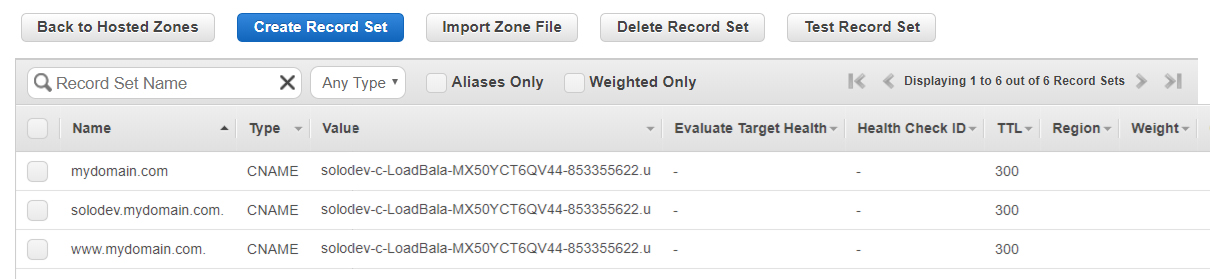 Back to Hosted Zones Create Record Set Import Zone File Delete Record Set Test Record Set
Record Set Name Any Type Aliases Only Weighted Only Displaying 1 to 6 out of 6 Record Sets
Name Type Value Evaluate Target Health Health Check ID TTL Region Weight
mydomain.com CNAME solodev-c-LoadBala-MX50YCT6QV44-853355622.u - - 300
solodev.mydomain.com. CNAME solodev-c-LoadBala-MX50YCT6QV44-853355622.u - - 300
www.mydomain.com. CNAME solodev-c-LoadBala-MX50YCT6QV44-853355622.u - - 300